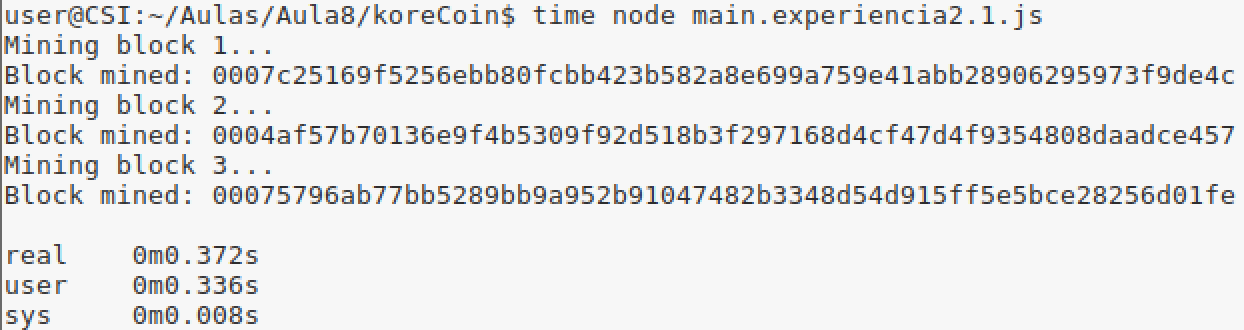 user@CSI:~/Aulas/Aula8/koreCoin$ time node main.experiencia2.1.js
Mining block 1...
Block mined: 0007c25169f5256ebb80fcbb423b582a8e699a759e41abb28906295973f9de4c
Mining block 2...
Block mined: 0004af57b70136e9f4b5309f92d518b3f297168d4cf47d4f9354808daadce457
Mining block 3...
Block mined: 00075796ab77bb5289bb9a952b91047482b3348d54d915ff5e5bce28256d01fe
real 0m0.372s
user 0m0.336s
sys 0m0.008s